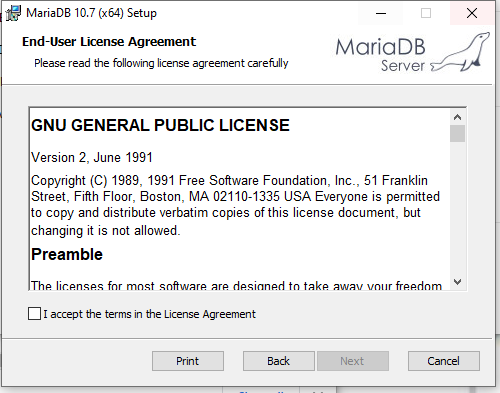 MariaDB 10.7 (x64) Setup
End-User License Agreement
Please read the following license agreement carefully
MariaDB
Server
GNU GENERAL PUBLIC LICENSE
Version 2, June 1991
Copyright (C) 1989, 1991 Free Software Foundation, Inc., 51 Franklin
Street, Fifth Floor, Boston, MA 02110-1335 USA Everyone is permitted
to copy and distribute verbatim copies of this license document, but
changing it is not allowed.
Preamble
The licenses for most software are designed to take away your freedom
I accept the terms in the License Agreement
Print
Back
Next
Cancel